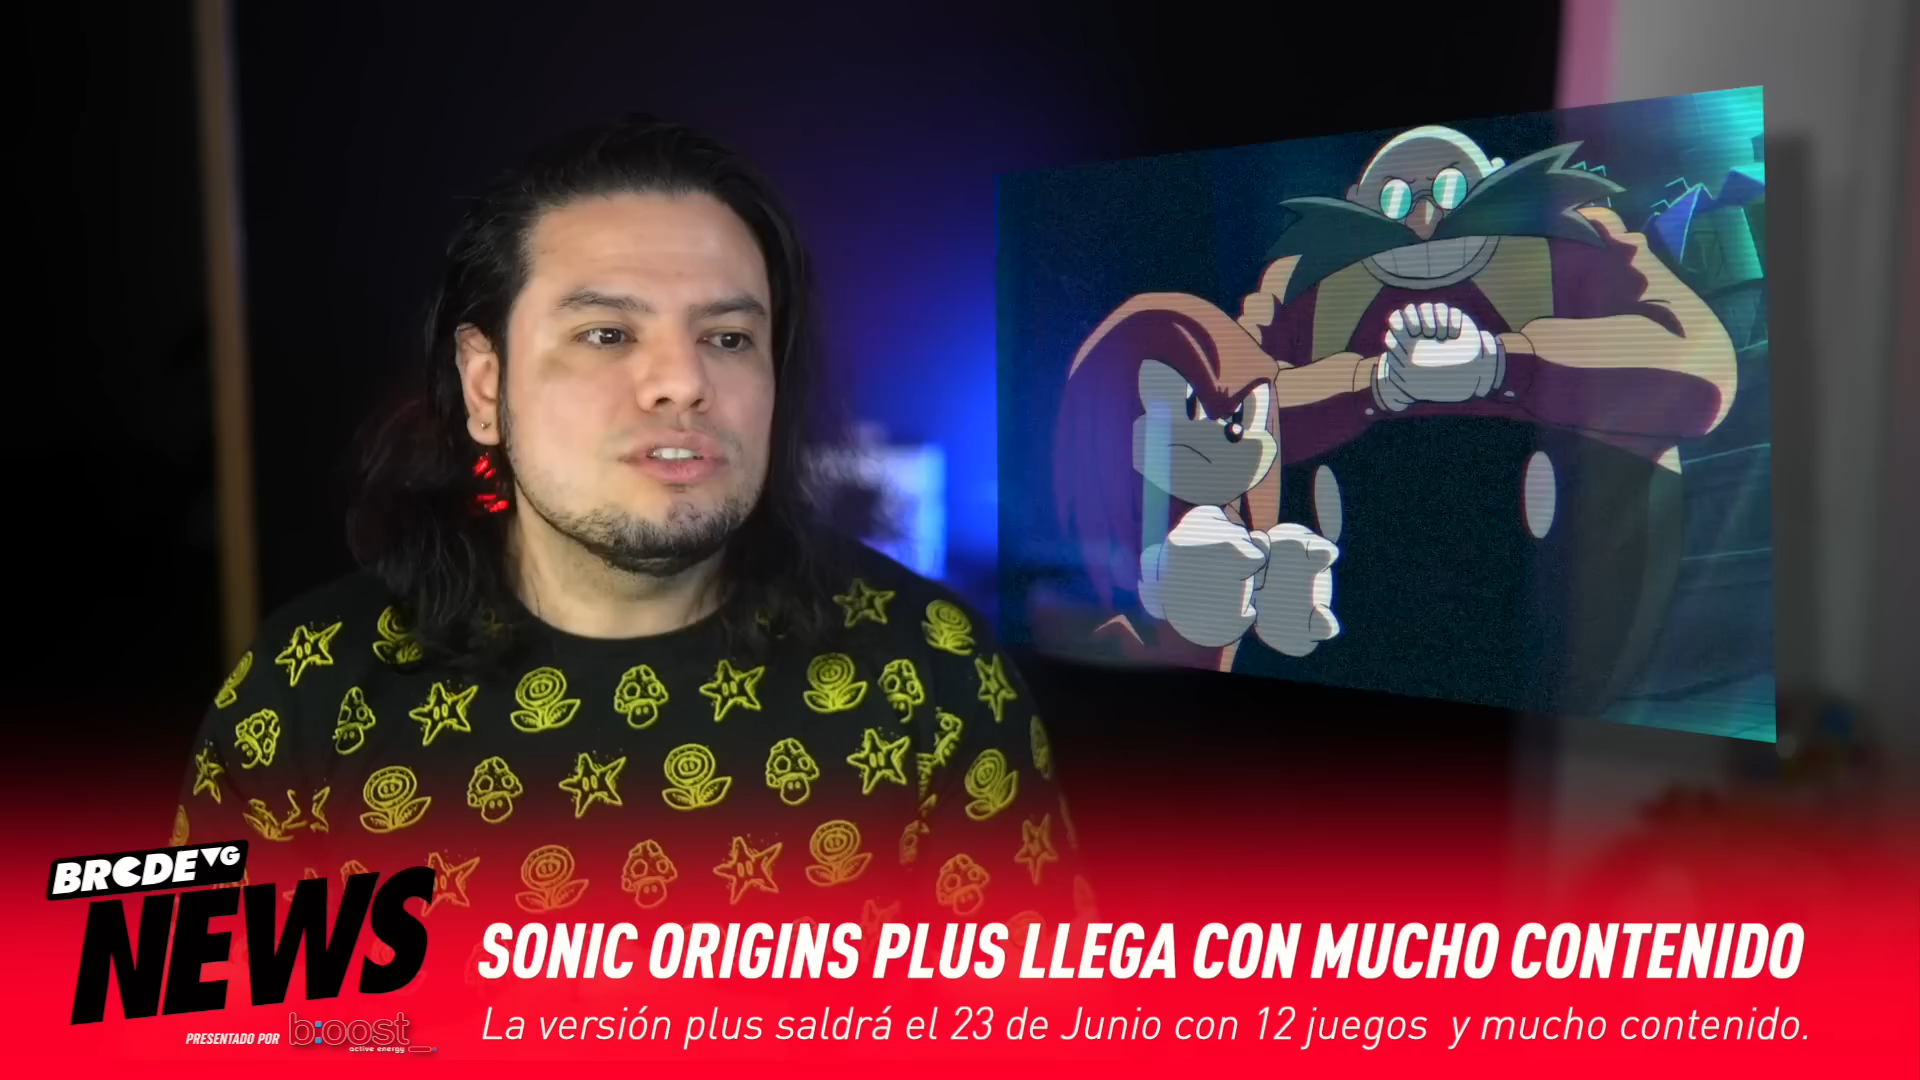 BRCDEVG
NEWS
PRESENTADO POR b:oost_
active energy
SONIC ORIGINS PLUS LLEGA CON MUCHO CONTENIDO
La versión plus saldrá el 23 de Junio con 12 juegos y mucho contenido.